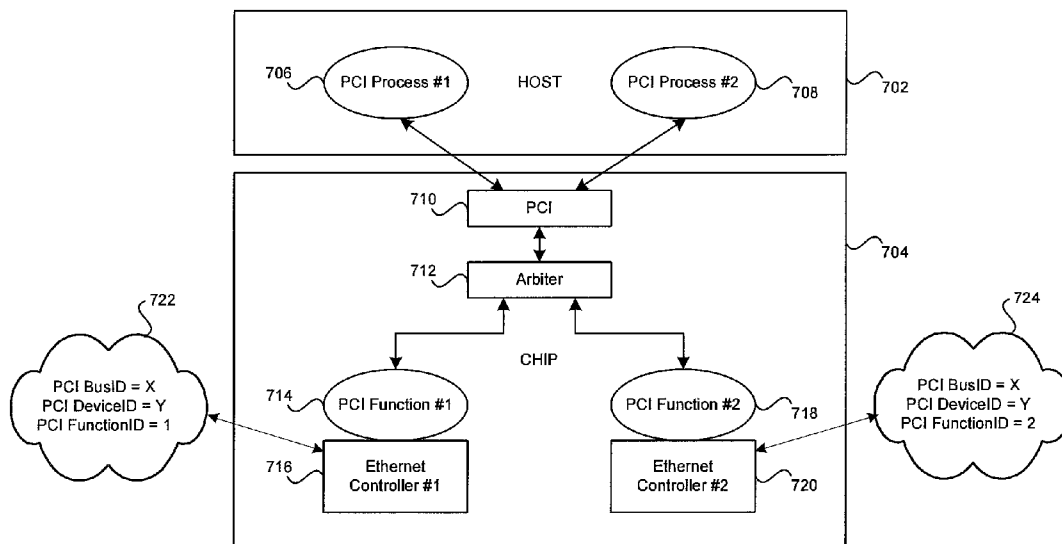 706
PCI Process #1
HOST
PCI Process #2
708
702
710
PCI
704
712
Arbiter
722
724
CHIP
PCI BusID = X
PCI DeviceID = Y
PCI FunctionID = 1
714
PCI Function #1
PCI Function #2
718
PCI BusID = X
PCI DeviceID = Y
PCI FunctionID = 2
716
Ethernet
Controller #1
Ethernet
Controller #2
720